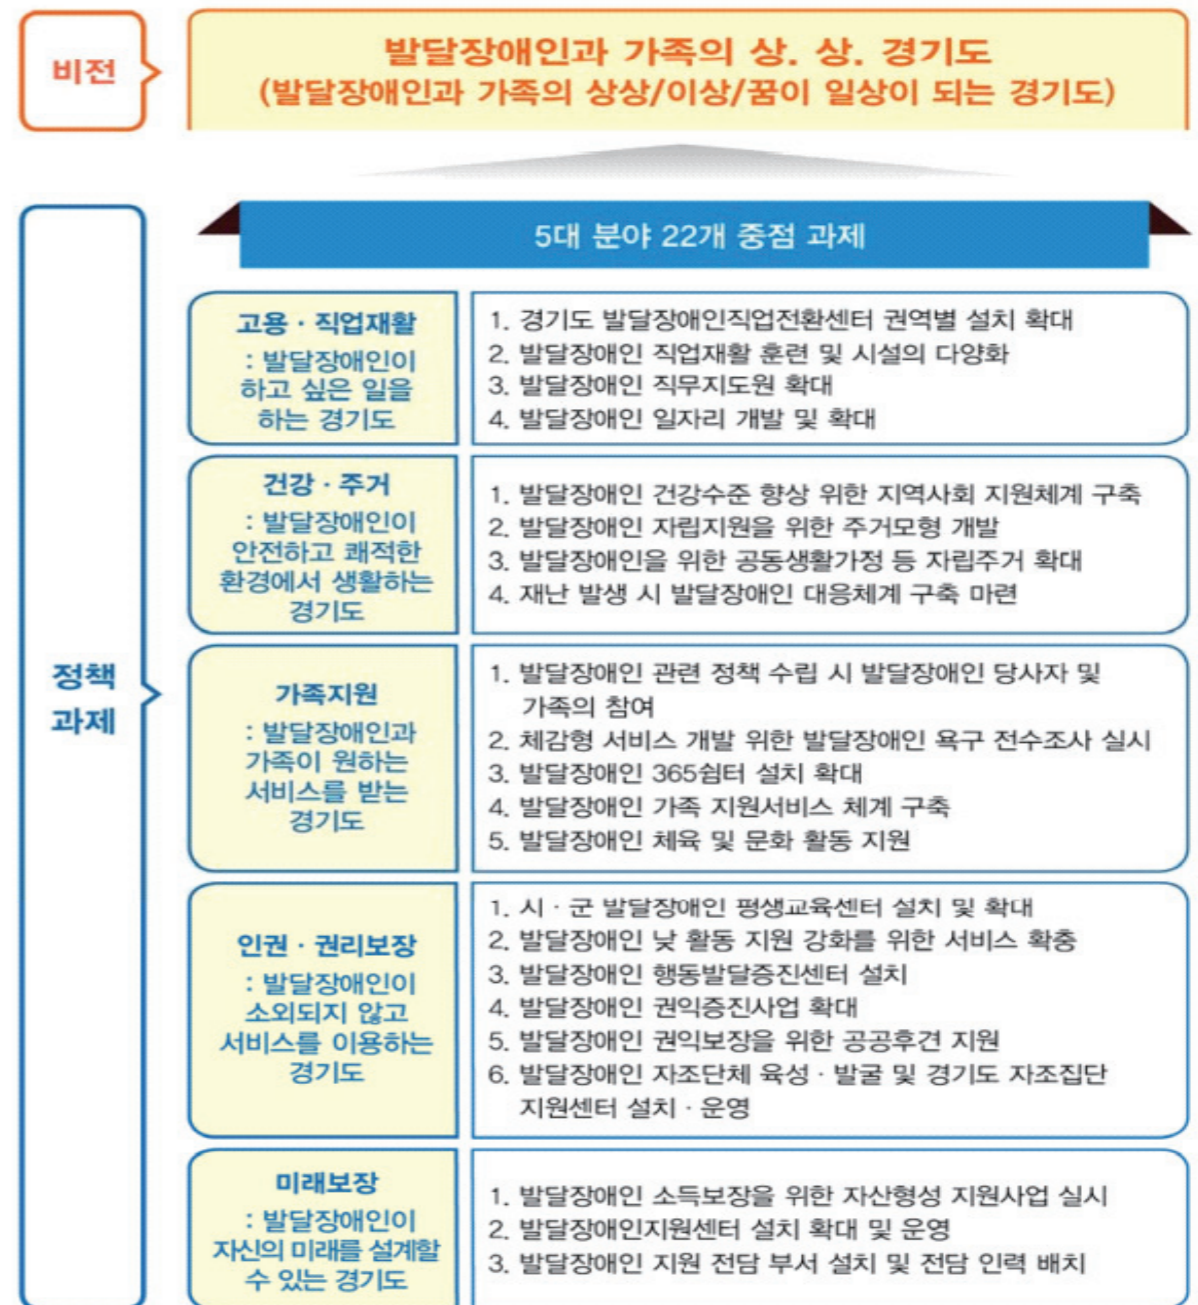 비전
발달장애인과 가족의 상. 상. 경기도
(발달장애인과 가족의 상상/이상/꿈이 일상이 되는 경기도)
5대 분야 22개 중점 과제
정책
과제
고용 · 직업재활
: 발달장애인이
하고 싶은 일을
하는 경기도
1. 경기도 발달장애인직업전환센터 권역별 설치 확대
2. 발달장애인 직업재활 훈련 및 시설의 다양화
3. 발달장애인 직무지도원 확대
4. 발달장애인 일자리 개발 및 확대
건강 · 주거
: 발달장애인이
안전하고 쾌적한
환경에서 생활하는
경기도
1. 발달장애인 건강수준 향상 위한 지역사회 지원체계 구축
2. 발달장애인 자립지원을 위한 주거모형 개발
3. 발달장애인을 위한 공동생활가정 등 자립주거 확대
4. 재난 발생 시 발달장애인 대응체계 구축 마련
가족지원
: 발달장애인과
가족이 원하는
서비스를 받는
경기도
1. 발달장애인 관련 정책 수립 시 발달장애인 당사자 및
가족의 참여
2. 체감형 서비스 개발 위한 발달장애인 욕구 전수조사 실시
3. 발달장애인 365쉼터 설치 확대
4. 발달장애인 가족 지원서비스 체계 구축
5. 발달장애인 체육 및 문화 활동 지원
인권 · 권리보장
: 발달장애인이
소외되지 않고
서비스를 이용하는
경기도
1. 시 · 군 발달장애인 평생교육센터 설치 및 확대
2. 발달장애인 낮 활동 지원 강화를 위한 서비스 확충
3. 발달장애인 행동발달증진센터 설치
4. 발달장애인 권익증진사업 확대
5. 발달장애인 권익보장을 위한 공공후견 지원
6. 발달장애인 자조단체 육성 · 발굴 및 경기도 자조집단
지원센터 설치 · 운영
미래보장
: 발달장애인이
자신의 미래를 설계할
수 있는 경기도
1. 발달장애인 소득보장을 위한 자산형성 지원사업 실시
2. 발달장애인지원센터 설치 확대 및 운영
3. 발달장애인 지원 전담 부서 설치 및 전담 인력 배치